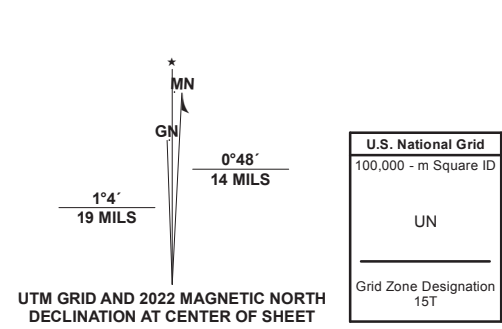 ★
MN
GN
0°48´
14 MILS
1°4´
19 MILS
UTM GRID AND 2022 MAGNETIC NORTH
DECLINATION AT CENTER OF SHEET
U.S. National Grid
100,000 - m Square ID
UN
Grid Zone Designation
15T